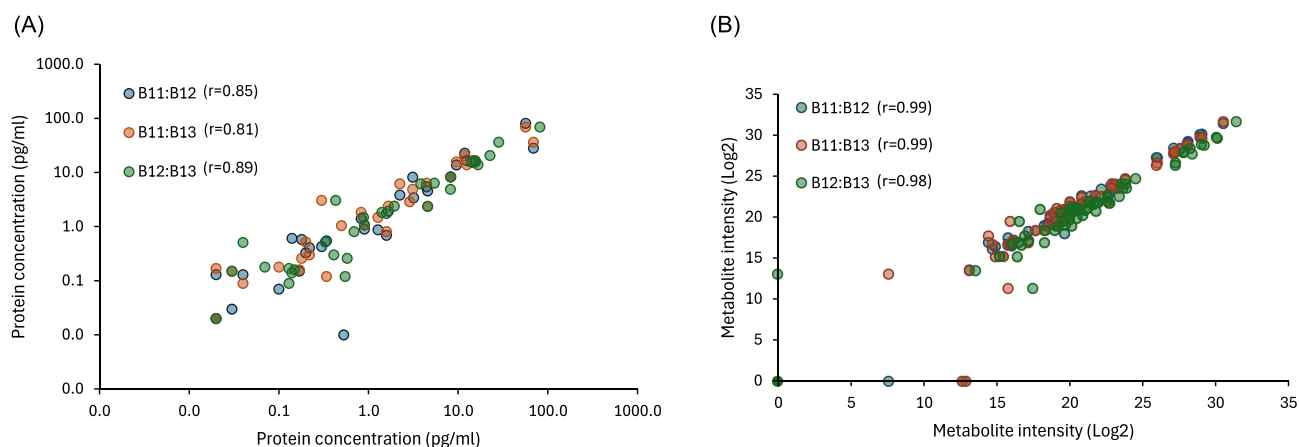 (A)
1000.0
100.0
10.0
1.0
0.1
0.0
0.0
Protein concentration (pg/ml)
B11:B12 (r=0.85)
B11:B13 (r=0.81)
B12:B13 (r=0.89)
0.0
0.0
0.1
1.0
10.0
100.0
1000.0
Protein concentration (pg/ml)
(B)
35
30
25
20
15
10
5
0
Metabolite intensity (Log2)
B11:B12 (r=0.99)
B11:B13 (r=0.99)
B12:B13 (r=0.98)
0
5
10
15
20
25
30
35
Metabolite intensity (Log2)